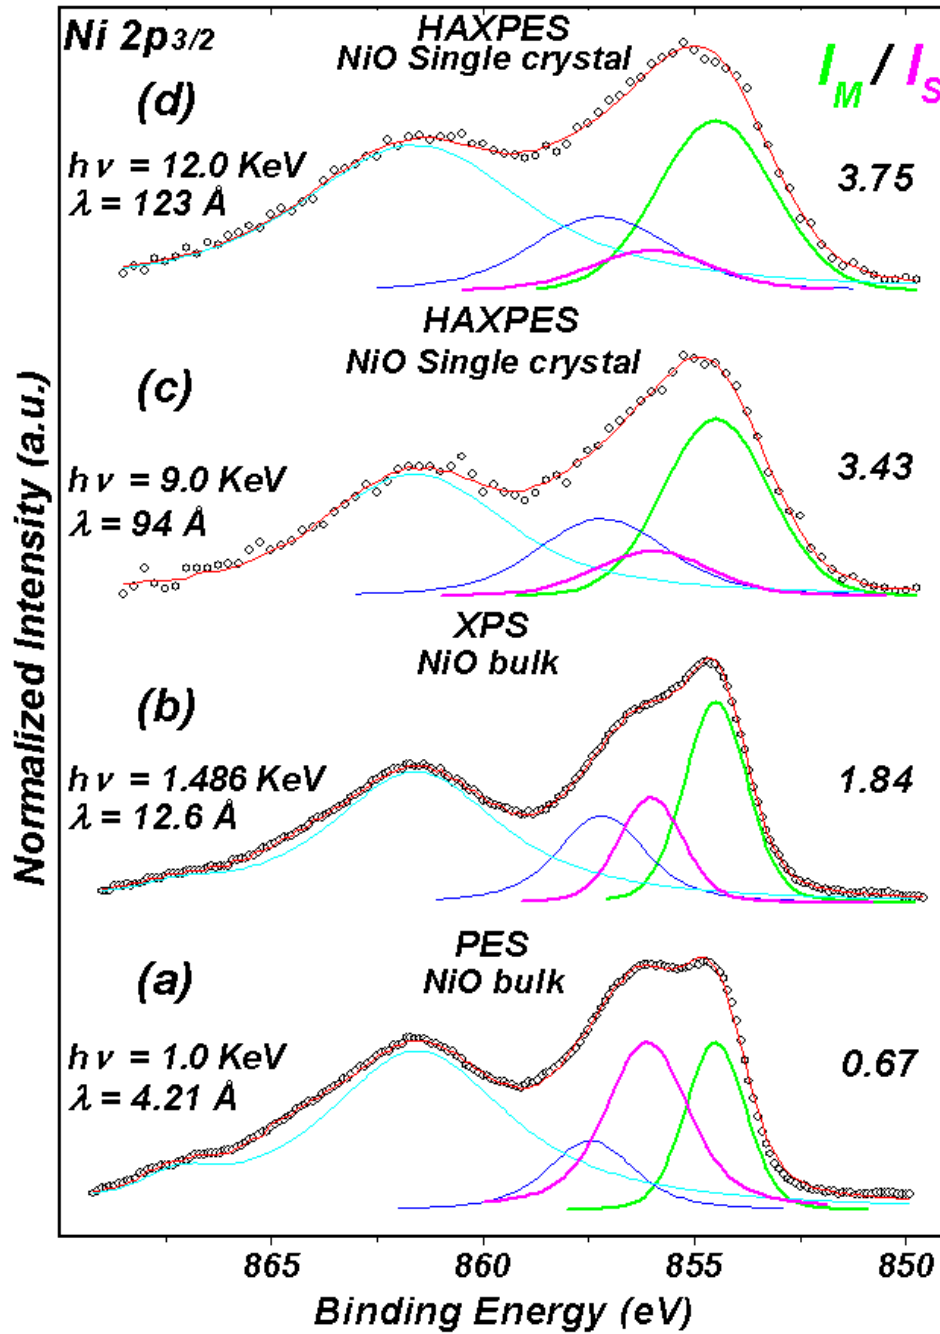 Ni 2p3/2
HAXPES
NiO Single crystal
I_M / I_S
(d)
hν = 12.0 KeV
λ = 123 Å
3.75
HAXPES
NiO Single crystal
(c)
hν = 9.0 KeV
λ = 94 Å
3.43
XPS
NiO bulk
(b)
hν = 1.486 KeV
λ = 12.6 Å
1.84
PES
NiO bulk
(a)
hν = 1.0 KeV
λ = 4.21 Å
0.67
Normalized Intensity (a.u.)
865 860 855 850
Binding Energy (eV)